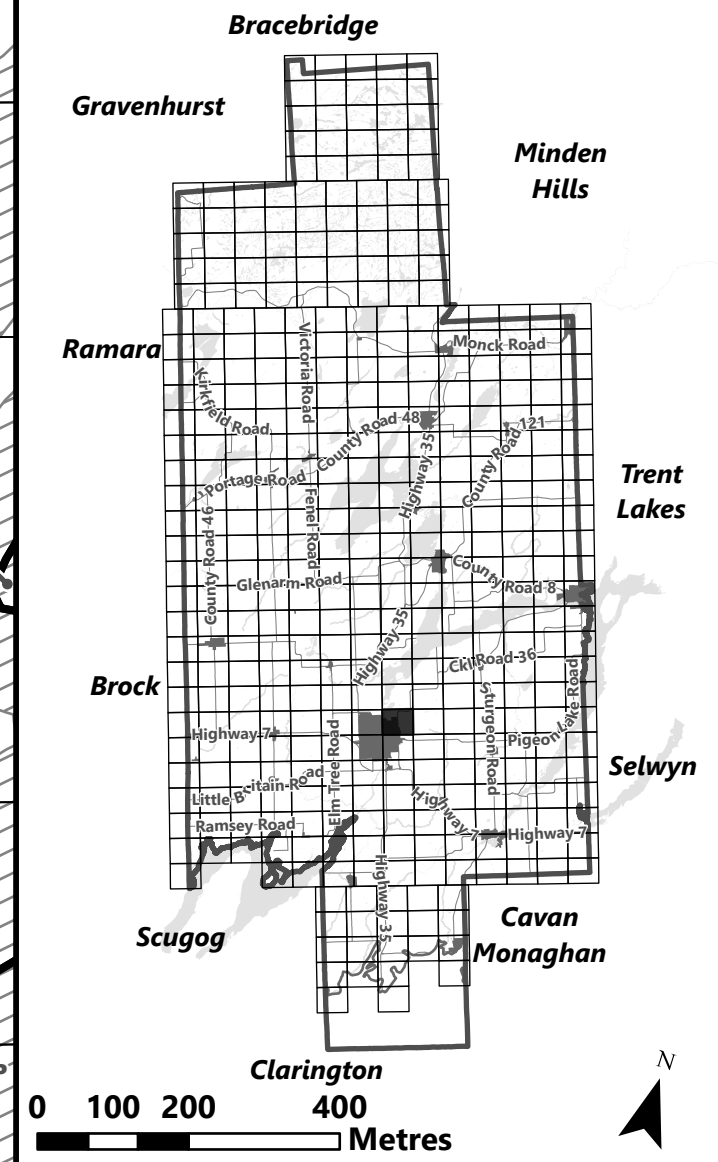 Bracebridge
Gravenhurst
Minden
Hills
Ramara
Monck Road
Victoria Road
Kirkfield Road
County Road 48
121
County Road
Highway 35
Trent
Lakes
Portage Road
Fenel Road
County Road 46
Glenarm Road
County Road 8
Highway 35
Ckl Road 36
Brock
Sturgeon Road
Pigeon Lake Road
Highway 7
Elm Tree Road
Selwyn
Little Britain Road
Highway 7
Ramsey Road
Highway 7
Highway 35
Scugog
Cavan
Monaghan
Clarington
N
0 100 200 400
Metres